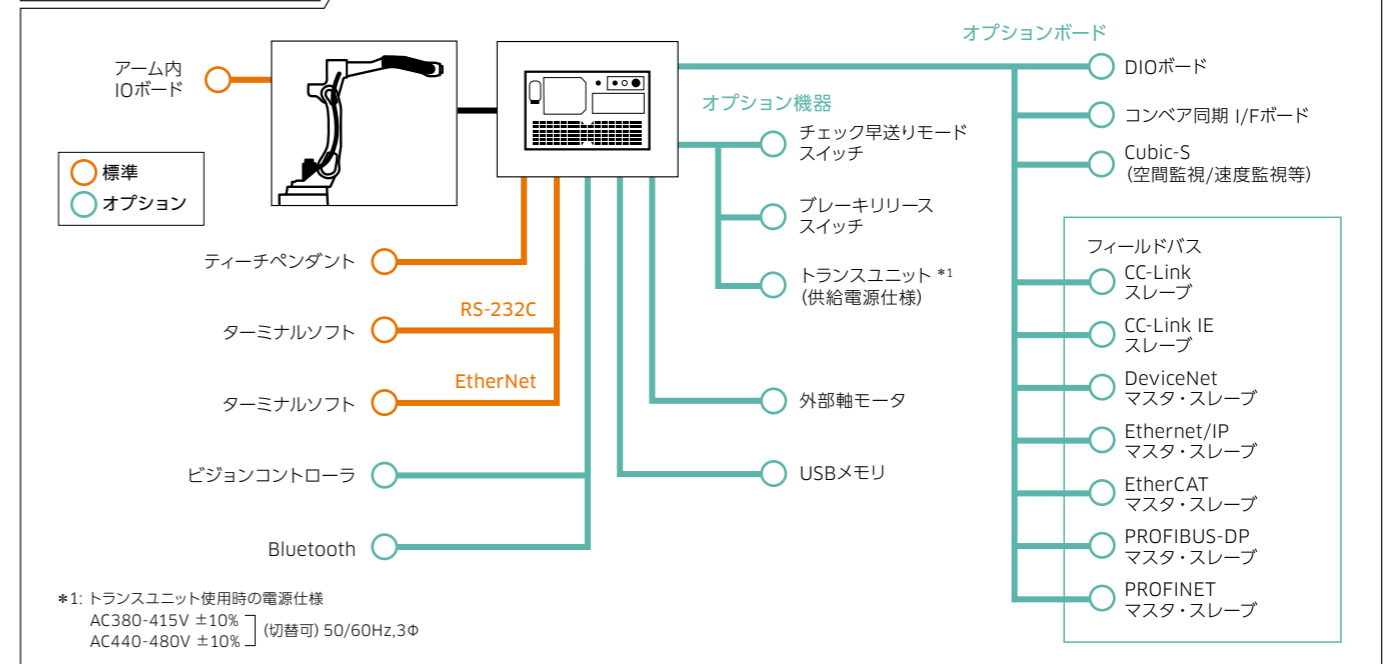 オプションボード
アーム内
IOボード
DIOボード
オプション機器
チェック早送りモード
スイッチ
コンベア同期 I/Fボード
標準
オプション
Cubic-S
(空間監視/速度監視等)
ブレーキリリース
スイッチ
フィールドバス
ティーチペンダント
トランスユニット *1
(供給電源仕様)
CC-Link
スレーブ
RS-232C
ターミナルソフト
CC-Link IE
スレーブ
EtherNet
ターミナルソフト
外部軸モータ
DeviceNet
マスタ・スレーブ
Ethernet/IP
マスタ・スレーブ
ビジョンコントローラ
USBメモリ
EtherCAT
マスタ・スレーブ
Bluetooth
PROFIBUS-DP
マスタ・スレーブ
PROFINET
マスタ・スレーブ
*1: トランスユニット使用時の電源仕様
AC380-415V ±10%
AC440-480V ±10%
(切替可) 50/60Hz,3Φ